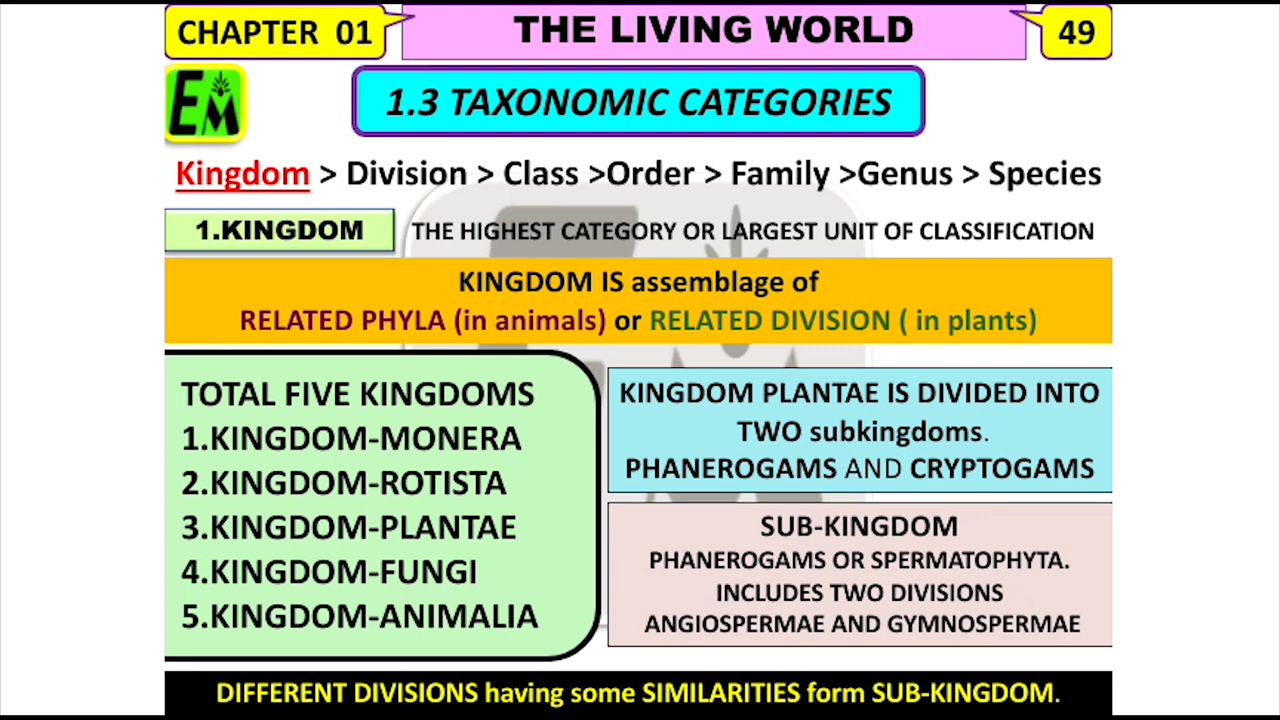 CHAPTER 01
THE LIVING WORLD
49
EM
1.3 TAXONOMIC CATEGORIES
Kingdom > Division > Class >Order > Family >Genus > Species
1.KINGDOM
THE HIGHEST CATEGORY OR LARGEST UNIT OF CLASSIFICATION
KINGDOM IS assemblage of
RELATED PHYLA (in animals) or RELATED DIVISION ( in plants)
TOTAL FIVE KINGDOMS
1.KINGDOM-MONERA
2.KINGDOM-ROTISTA
3.KINGDOM-PLANTAE
4.KINGDOM-FUNGI
5.KINGDOM-ANIMALIA
KINGDOM PLANTAE IS DIVIDED INTO
TWO subkingdoms.
PHANEROGAMS AND CRYPTOGAMS
SUB-KINGDOM
PHANEROGAMS OR SPERMATOPHYTA.
INCLUDES TWO DIVISIONS
ANGIOSPERMAE AND GYMNOSPERMAE
DIFFERENT DIVISIONS having some SIMILARITIES form SUB-KINGDOM.